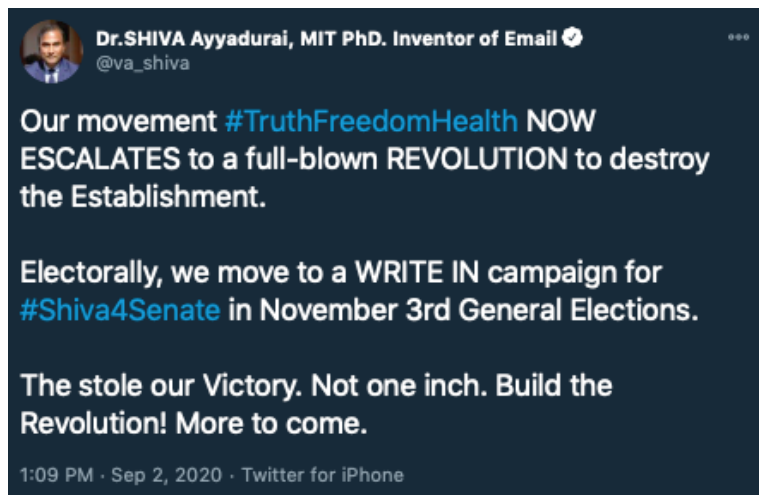 Dr.SHIVA Ayyadurai, MIT PhD. Inventor of Email
@va_shiva
Our movement #TruthFreedomHealth NOW
ESCALATES to a full-blown REVOLUTION to destroy
the Establishment.
Electorally, we move to a WRITE IN campaign for
#Shiva4Senate in November 3rd General Elections.
The stole our Victory. Not one inch. Build the
Revolution! More to come.
1:09 PM · Sep 2, 2020 · Twitter for iPhone